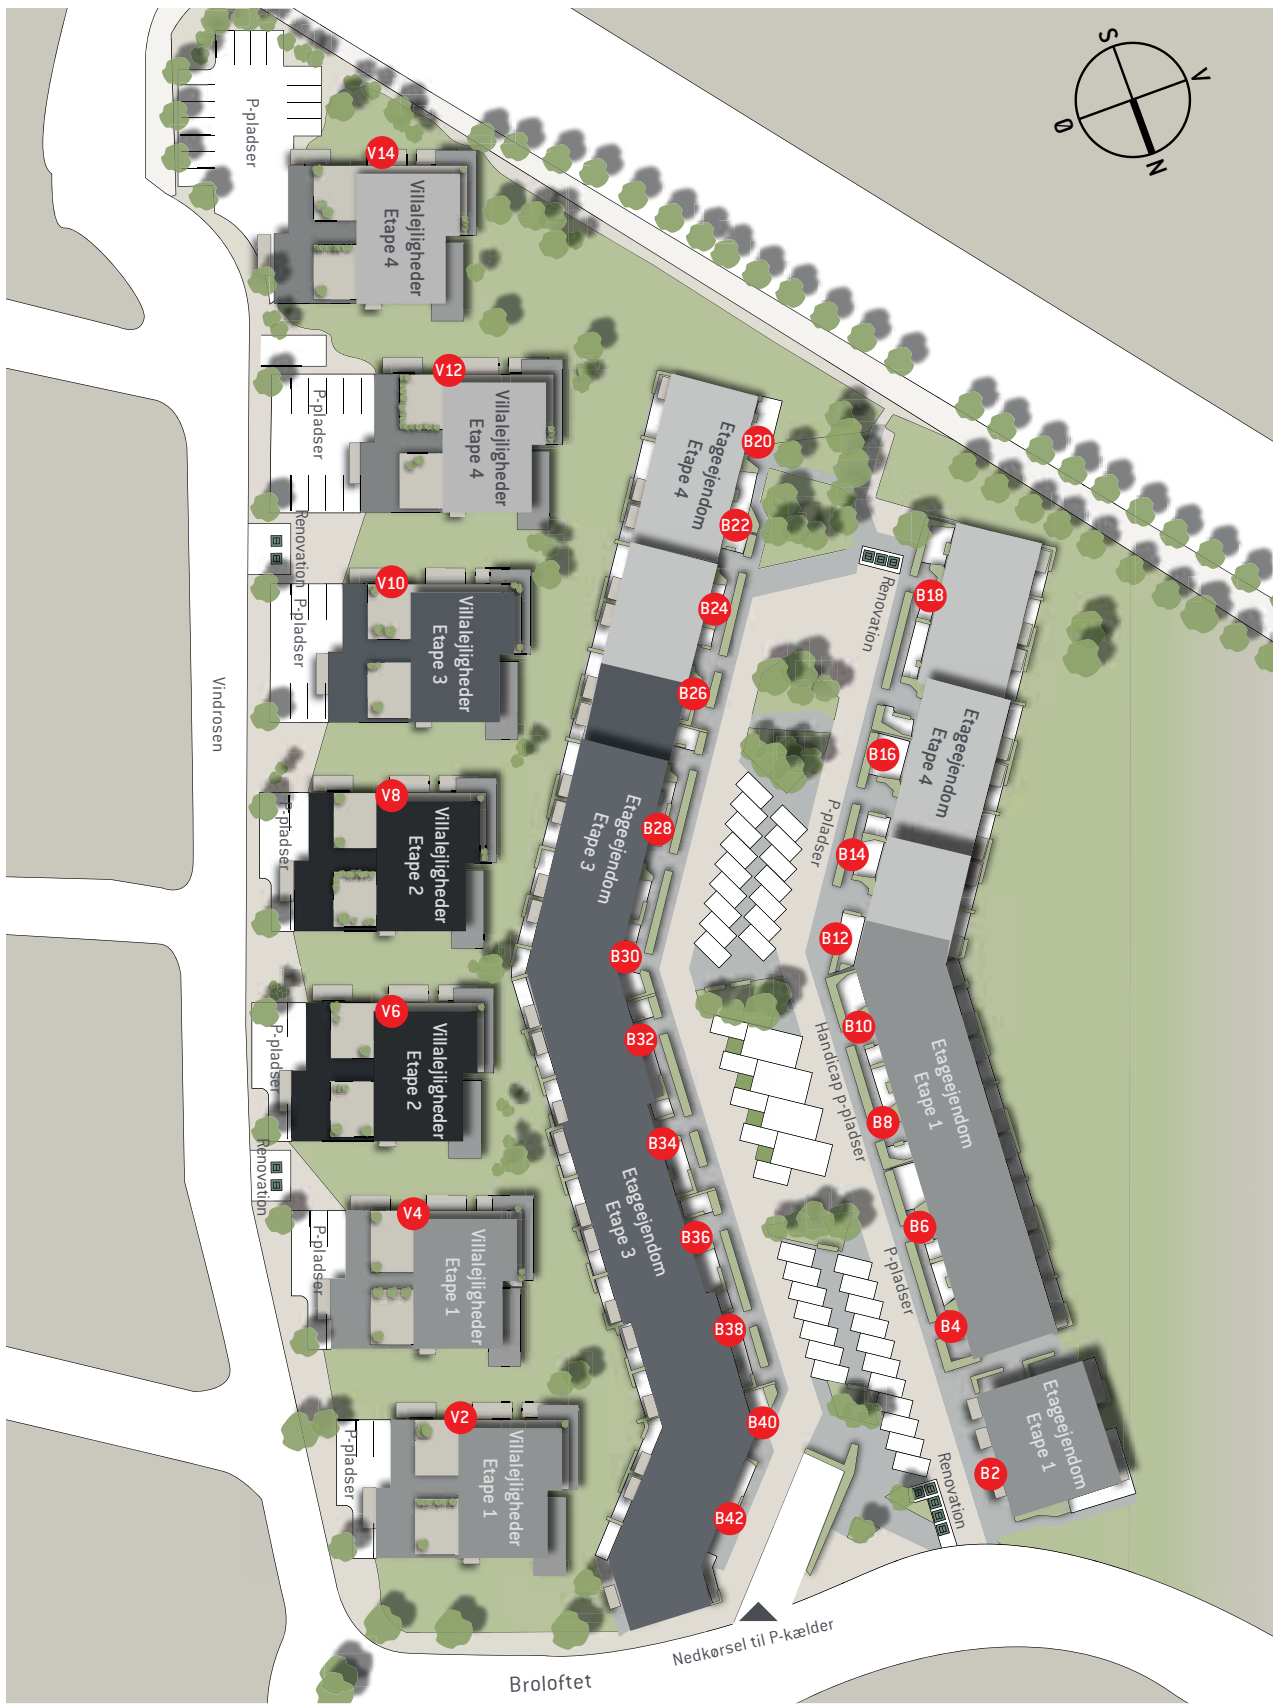 S
V
Ø
N
P-pladser
V14
Villalejligheder
Etape 4
V12
P-pladser
Villalejligheder
Etape 4
B20
Etageejendom
Etape 4
B22
Renovation
V10
P-pladser
Villalejligheder
Etape 3
B24
Renovation
B18
B26
Vindrosen
Etageejendom
Etape 4
B16
V8
P-pladser
Villalejligheder
Etape 2
Etageejendom
Etape 3
B28
P-pladser
B14
B12
B30
V6
P-pladser
Villalejligheder
Etape 2
B32
B10
Handicap p-pladser
Etageejendom
Etape 1
B8
Renovation
B34
V4
P-pladser
Villalejligheder
Etape 1
Etageejendom
Etape 3
B36
B6
P-pladser
B38
B4
V2
P-pladser
Villalejligheder
Etape 1
B40
Etageejendom
Etape 1
B2
Renovation
B42
Nedkørsel til P-kælder
Broloftet